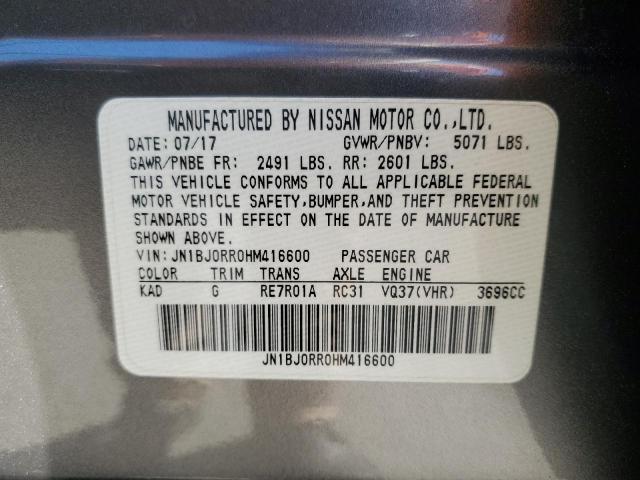 MANUFACTURED BY NISSAN MOTOR CO.,LTD.
DATE: 07/17 GVWR/PNBV: 5071 LBS.
GAWR/PNBE FR: 2491 LBS. RR: 2601 LBS.
THIS VEHICLE CONFORMS TO ALL APPLICABLE FEDERAL
MOTOR VEHICLE SAFETY,BUMPER,AND THEFT PREVENTION
STANDARDS IN EFFECT ON THE DATE OF MANUFACTURE
SHOWN ABOVE.
VIN: JN1BJ0RR0HM416600 PASSENGER CAR
COLOR TRIM TRANS AXLE ENGINE
KAD G RE7R01A RC31 VQ37(VHR) 3696CC
JN1BJ0RR0HM416600